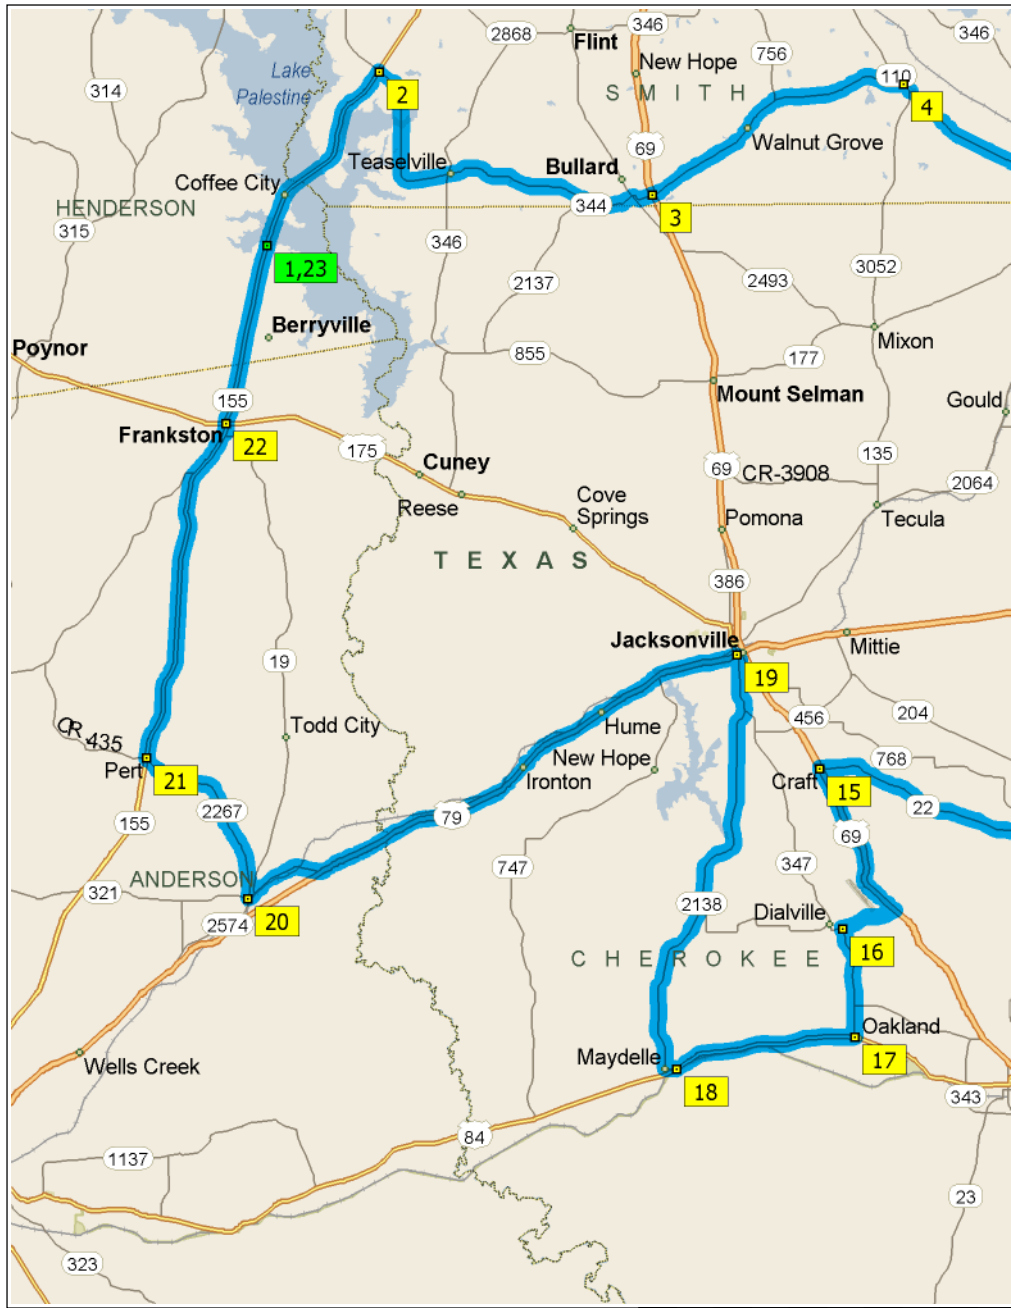 346
2868
Flint
346
756
New Hope
Lake
Palestine
110
314
S M I T H
2
4
69
Walnut Grove
Teaselville
Bullard
Coffee City
HENDERSON
344
3
315
346
3052
1,23
2137
2493
Berryville
Mixon
Poynor
855
177
Mount Selman
155
Gould
Frankston
22
175
135
Cuney
69
CR-3908
2064
Reese
Cove
Springs
Pomona
Tecula
T E X A S
386
Jacksonville
Mittie
19
19
204
Hume
456
CR-435
Todd City
New Hope
768
Pert
Ironton
Craft
21
15
22
2267
79
155
69
747
347
ANDERSON
321
2138
Dialville
20
2574
16
C H E R O K E E
Oakland
Wells Creek
Maydelle
17
18
343
84
1137
23
323